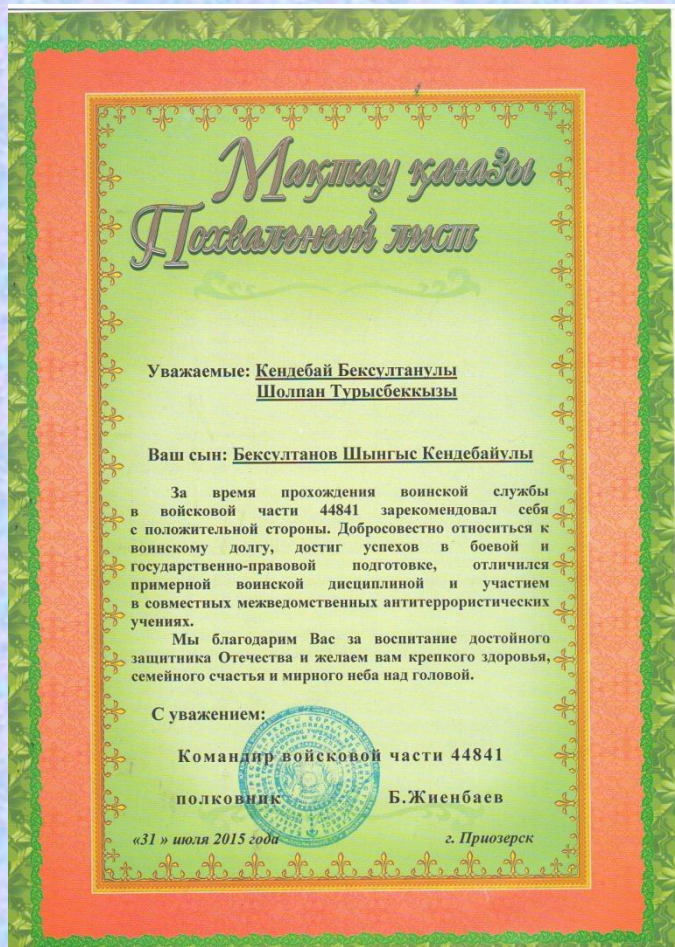 Мақтау қағазы
Похвальный лист
Уважаемые: Кендебай Бексултанулы
Шолпан Турысбеккызы
Ваш сын: Бексултанов Шынгыс Кендебайулы
За время прохождения воинской службы
в войсковой части 44841 зарекомендовал себя
с положительной стороны. Добросовестно относиться к
воинскому долгу, достиг успехов в боевой и
государственно-правовой подготовке, отличился
примерной воинской дисциплиной и участием
в совместных межведомственных антитеррористических
учениях.
Мы благодарим Вас за воспитание достойного
защитника Отечества и желаем вам крепкого здоровья,
семейного счастья и мирного неба над головой.
С уважением:
Командир войсковой части 44841
полковник Б.Жиенбаев
«31 » июля 2015 года г. Приозерск